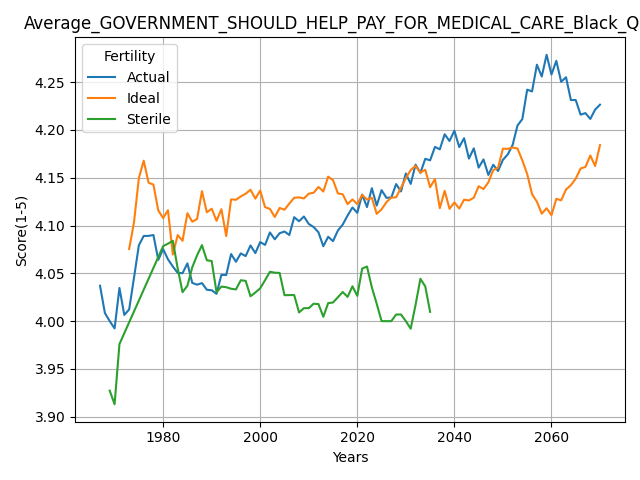 Average_GOVERNMENT_SHOULD_HELP_PAY_FOR_MEDICAL_CARE_Black_Q
Fertility
Actual
Ideal
Sterile
Score(1-5)
4.25
4.20
4.15
4.10
4.05
4.00
3.95
3.90
1980 2000 2020 2040 2060
Years